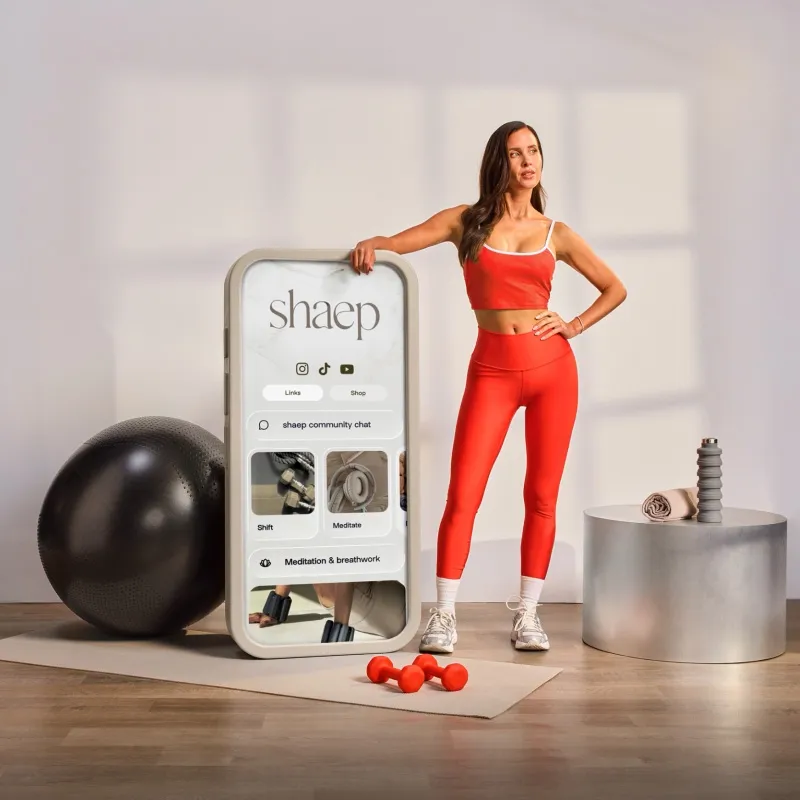 shaep
Links Shop
shaep community chat
Shift Meditate
Meditation & breathwork